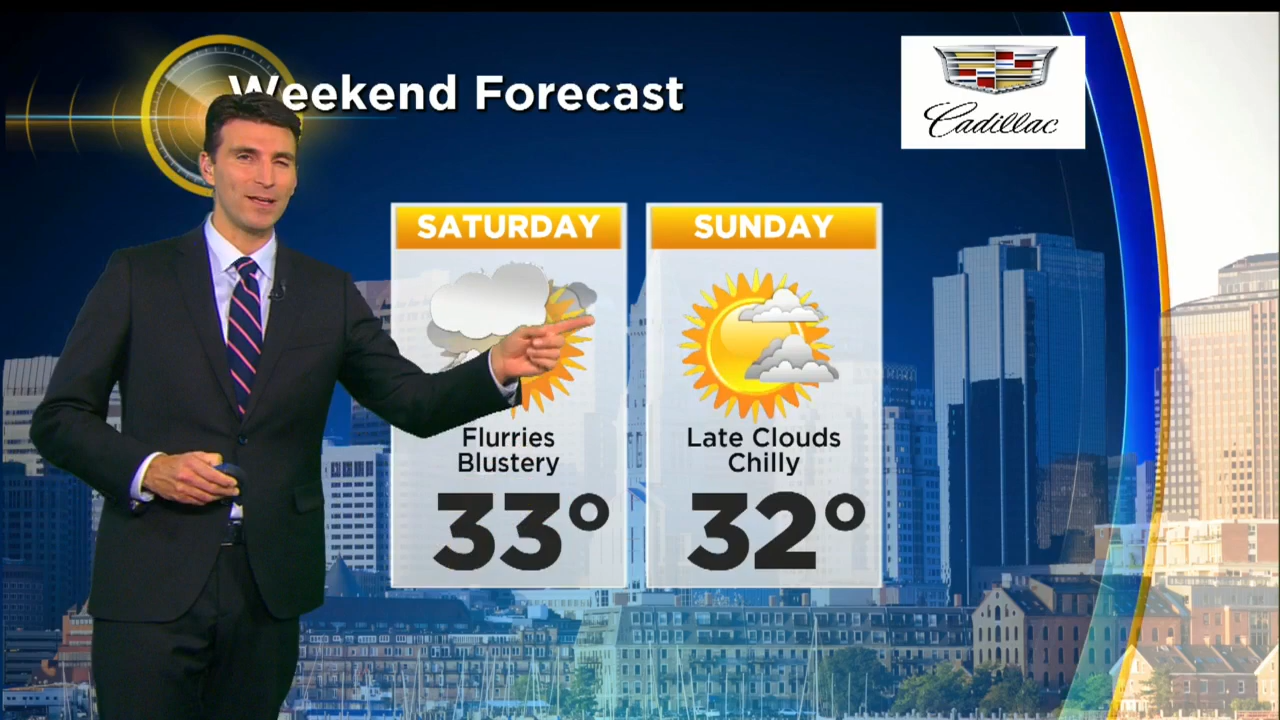 Weekend Forecast
Cadillac
SATURDAY
Flurries
Blustery
33°
SUNDAY
Late Clouds
Chilly
32°